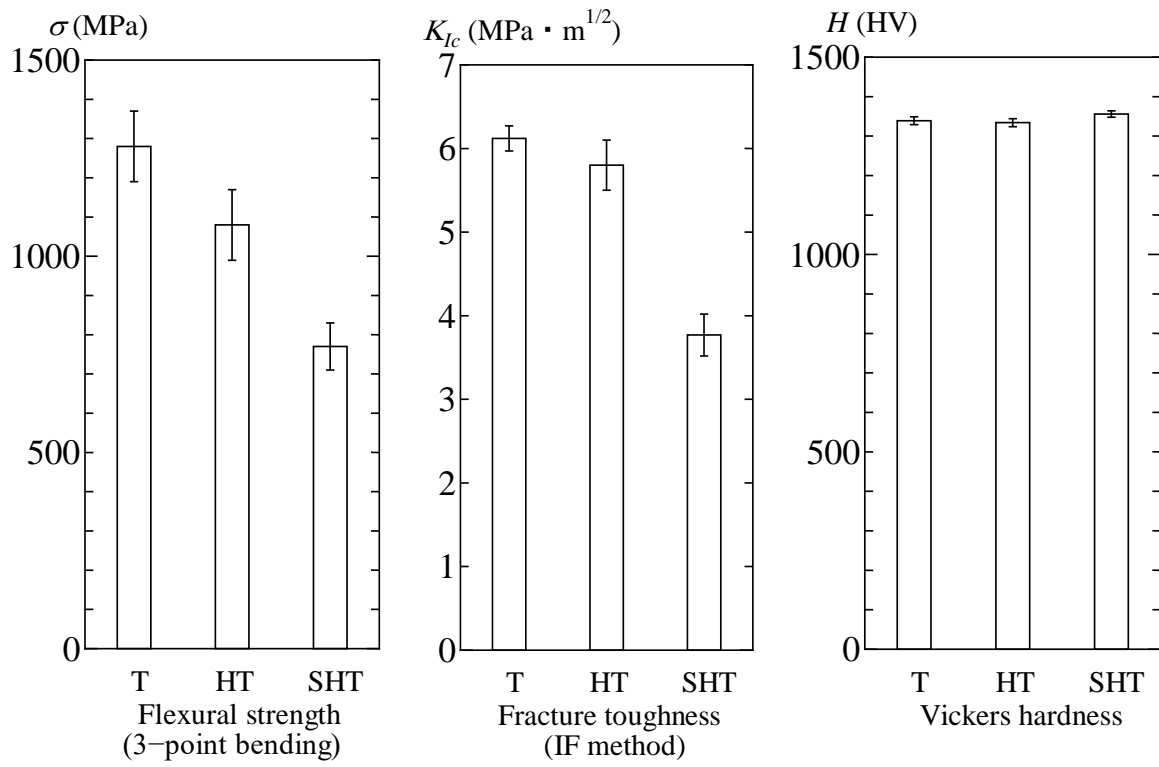 σ (MPa)
1500
1000
500
0
T HT SHT
Flexural strength
(3−point bending)
K_Ic (MPa・m^1/2)
7
6
5
4
3
2
1
0
T HT SHT
Fracture toughness
(IF method)
H (HV)
1500
1000
500
0
T HT SHT
Vickers hardness